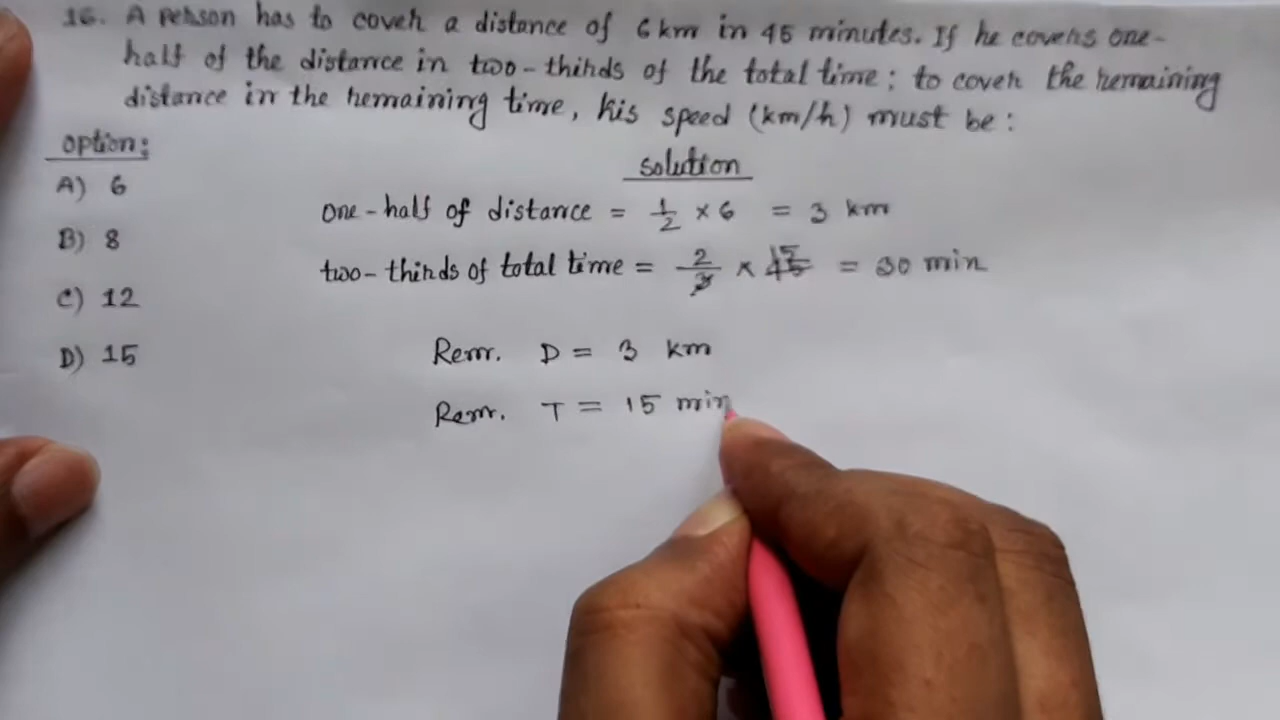 16. A person has to cover a distance of 6 km in 45 minutes. If he covers one-
half of the distance in two-thirds of the total time; to cover the remaining
distance in the remaining time, his speed (km/h) must be:
option:
A) 6
B) 8
C) 12
D) 15
solution
one-half of distance = 1/2 × 6 = 3 km
two-thirds of total time = 2/3 × 45 15 = 30 min
Rem. D = 3 km
Rem. T = 15 min